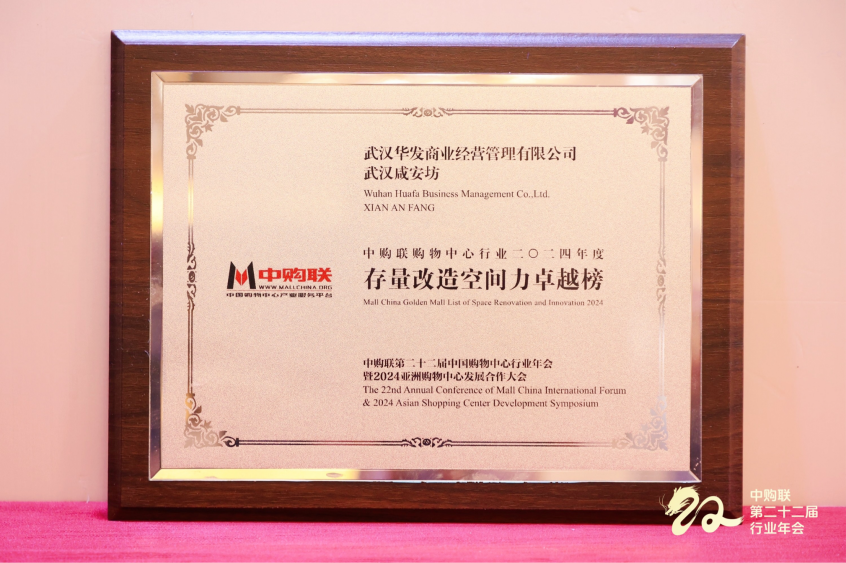 武汉华发商业经营管理有限公司
武汉咸安坊
Wuhan Huafa Business Management Co.,Ltd.
XIAN AN FANG
中购联
WWW.MALLCHINA.ORG
中国购物中心产业服务平台
中购联购物中心行业二〇二四年度
存量改造空间力卓越榜
Mall China Golden Mall List of Space Renovation and Innovation 2024
中购联第二十二届中国购物中心行业年会
暨2024亚洲购物中心发展合作大会
The 22nd Annual Conference of Mall China International Forum
& 2024 Asian Shopping Center Development Symposium
中购联
第二十二届
行业年会